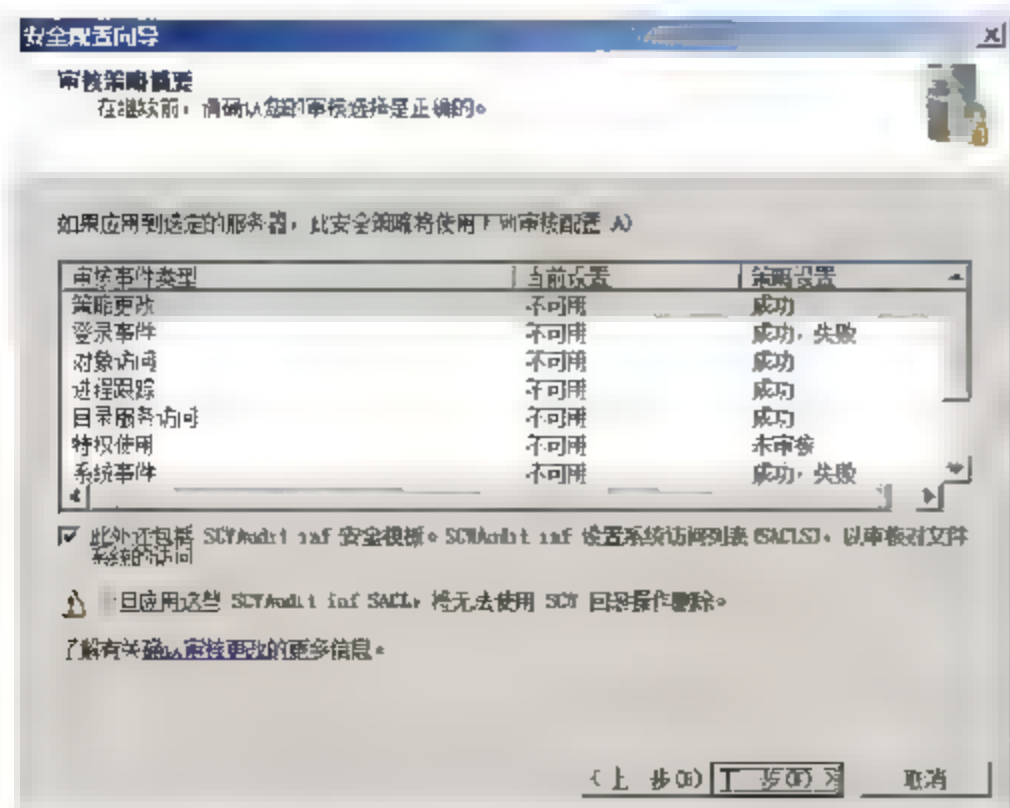 安全配置向导
审核策略概要
在继续前，请确认您的审核选择是正确的。
如果应用到选定的服务器，此安全策略将使用下列审核配置 A)
审核事件类型 当前设置 策略设置
策略更改 不可用 成功
登录事件 不可用 成功，失败
对象访问 不可用 成功
进程跟踪 不可用 成功
目录服务访问 不可用 成功
特权使用 不可用 未审核
系统事件 不可用 成功，失败
此外还包括 SCWAudit inf 安全模板。SCWAudit inf 设置系统访问列表(SACLS)，以审核对文件
系统的访问
一旦应用这些 SCWAudit inf SACL，将无法使用 SCW 回滚操作删除。
了解有关确认审核更改的更多信息。
<上一步(B) 下一步(N)> 取消